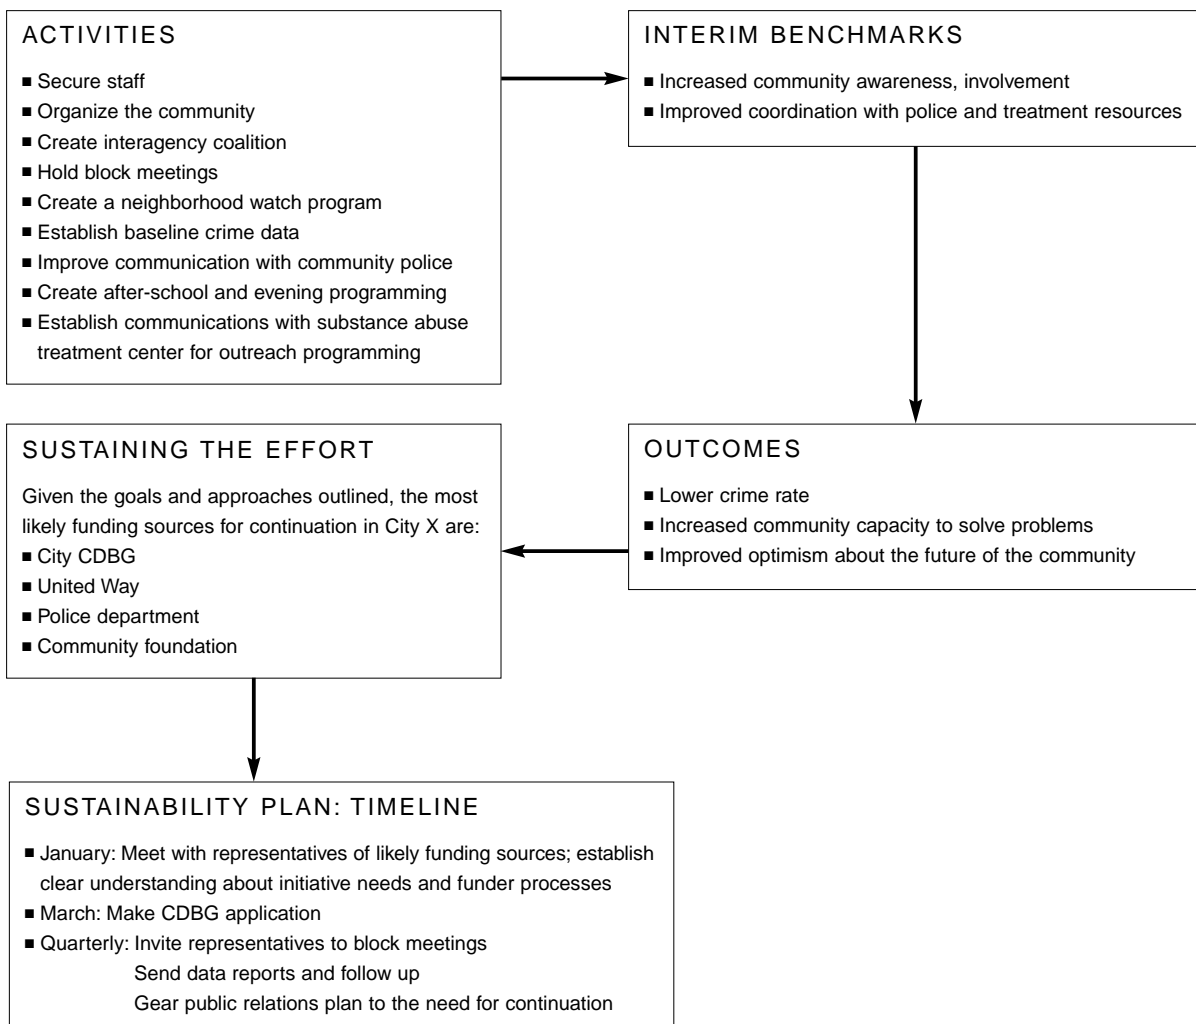 ACTIVITIES
■ Secure staff
■ Organize the community
■ Create interagency coalition
■ Hold block meetings
■ Create a neighborhood watch program
■ Establish baseline crime data
■ Improve communication with community police
■ Create after-school and evening programming
■ Establish communications with substance abuse
treatment center for outreach programming
INTERIM BENCHMARKS
■ Increased community awareness, involvement
■ Improved coordination with police and treatment resources
OUTCOMES
■ Lower crime rate
■ Increased community capacity to solve problems
■ Improved optimism about the future of the community
SUSTAINING THE EFFORT
Given the goals and approaches outlined, the most
likely funding sources for continuation in City X are:
■ City CDBG
■ United Way
■ Police department
■ Community foundation
SUSTAINABILITY PLAN: TIMELINE
■ January: Meet with representatives of likely funding sources; establish
clear understanding about initiative needs and funder processes
■ March: Make CDBG application
■ Quarterly: Invite representatives to block meetings
Send data reports and follow up
Gear public relations plan to the need for continuation